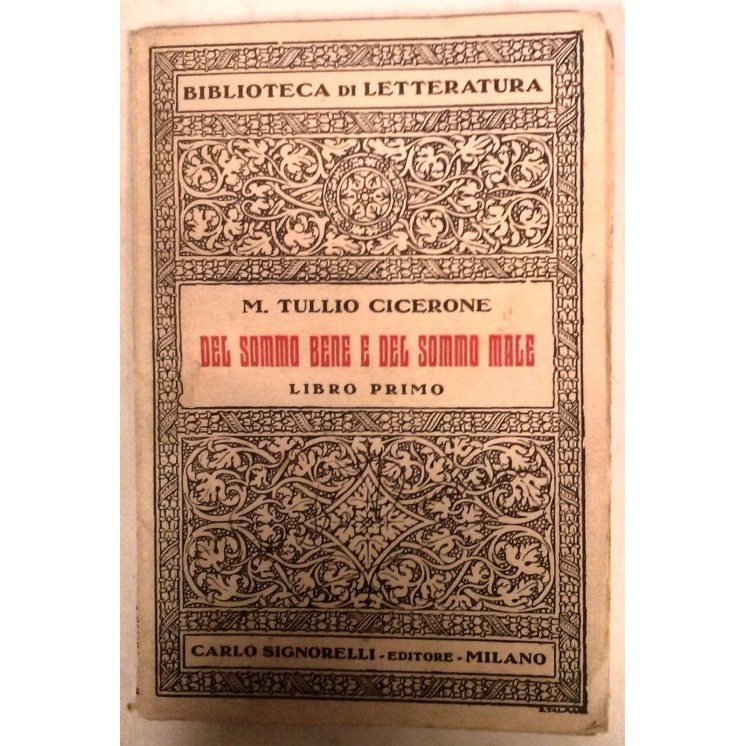 BIBLIOTECA DI LETTERATURA
M. TULLIO CICERONE
DEL SOMMO BENE E DEL SOMMO MALE
LIBRO PRIMO
CARLO SIGNORELLI - EDITORE - MILANO